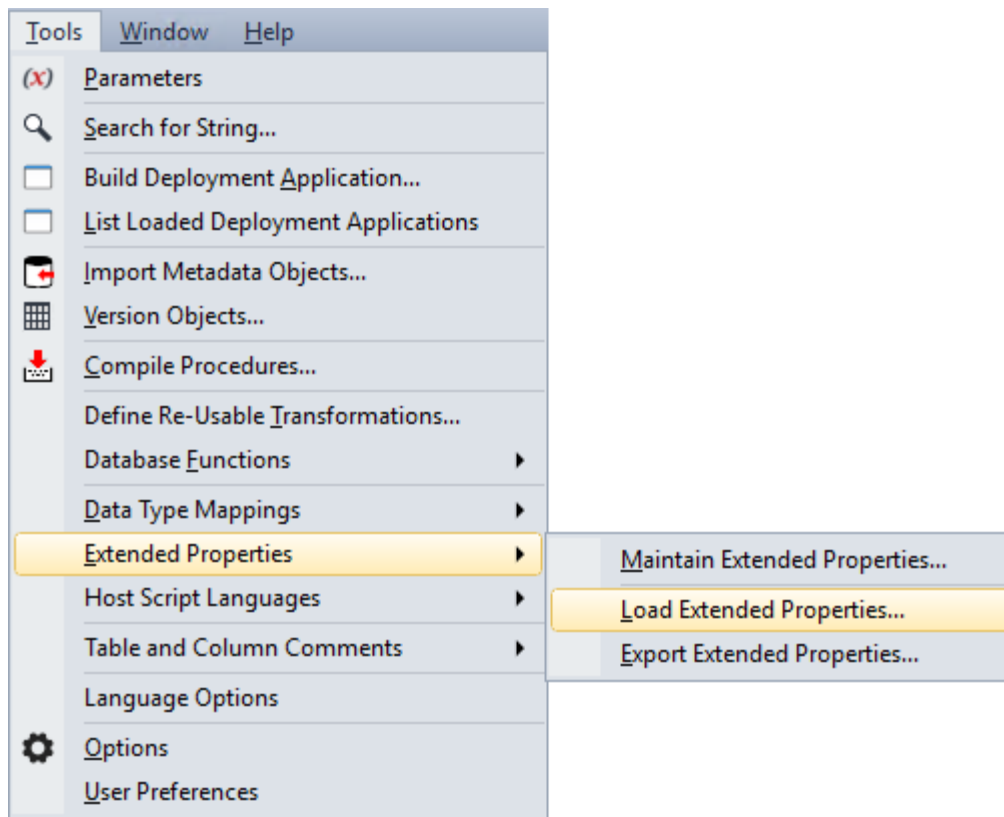 Tools Window Help
(x) Parameters
Search for String...
Build Deployment Application...
List Loaded Deployment Applications
Import Metadata Objects...
Version Objects...
Compile Procedures...
Define Re-Usable Transformations...
Database Functions
Data Type Mappings
Extended Properties
Maintain Extended Properties...
Host Script Languages
Load Extended Properties...
Table and Column Comments
Export Extended Properties...
Language Options
Options
User Preferences